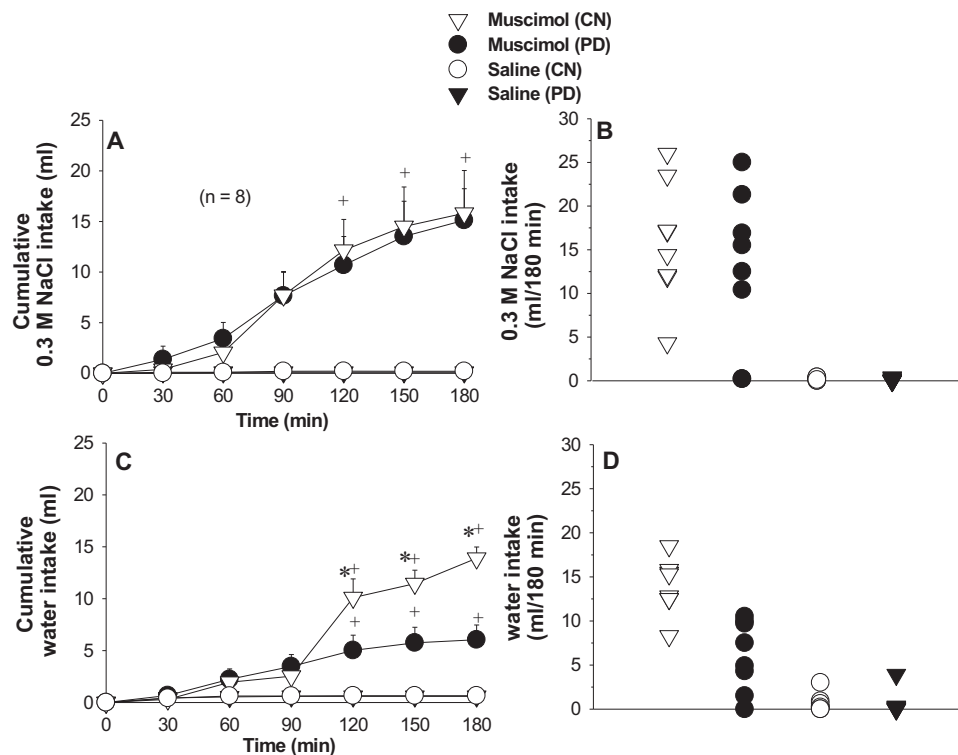 Muscimol (CN)
Muscimol (PD)
Saline (CN)
Saline (PD)
A
Cumulative
0.3 M NaCl intake (ml)
25
20
15
10
5
0
(n = 8)
+
+
+
0 30 60 90 120 150 180
Time (min)
B
0.3 M NaCl intake
(ml/180 min)
30
25
20
15
10
5
0
C
Cumulative
water intake (ml)
25
20
15
10
5
0
*+
*+
*+
+
+
+
0 30 60 90 120 150 180
Time (min)
D
water intake
(ml/180 min)
30
25
20
15
10
5
0